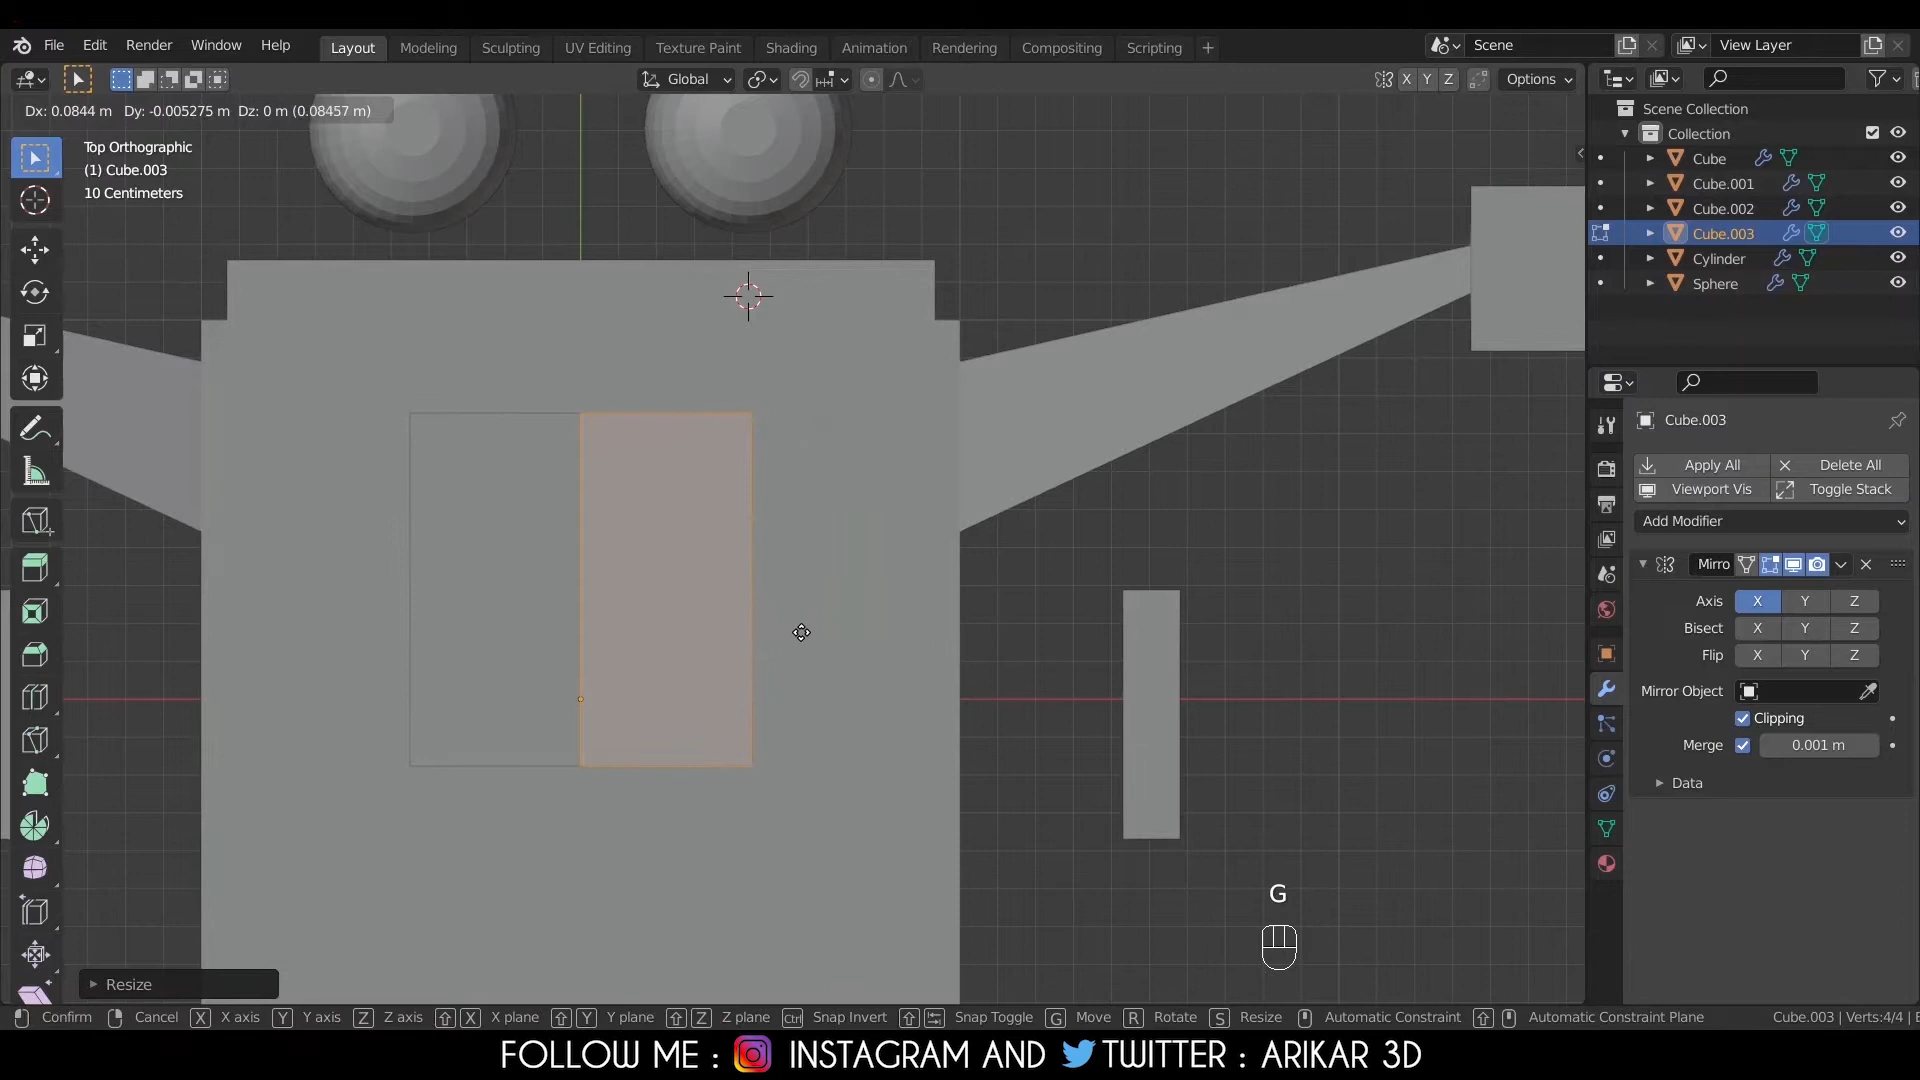 File Edit Render Window Help Layout Modeling Sculpting UV Editing Texture Paint Shading Animation Rendering Compositing Scripting + Scene View Layer
Global X Y Z Options
Dx: 0.0844 m Dy: -0.005275 m Dz: 0 m (0.08457 m)
Top Orthographic
(1) Cube.003
10 Centimeters
Scene Collection
Collection
Cube
Cube.001
Cube.002
Cube.003
Cylinder
Sphere
Cube.003
Apply All Delete All
Viewport Vis Toggle Stack
Add Modifier
Mirro
Axis X Y Z
Bisect X Y Z
Flip X Y Z
Mirror Object
Clipping
Merge 0.001 m
Data
G
Resize
Confirm Cancel X X axis Y Y axis Z Z axis X X plane Y Y plane Z Z plane Ctrl Snap Invert Snap Toggle G Move R Rotate S Resize Automatic Constraint Automatic Constraint Plane Cube.003 | Verts:4/4 |
FOLLOW ME : INSTAGRAM AND TWITTER : ARIKAR 3D